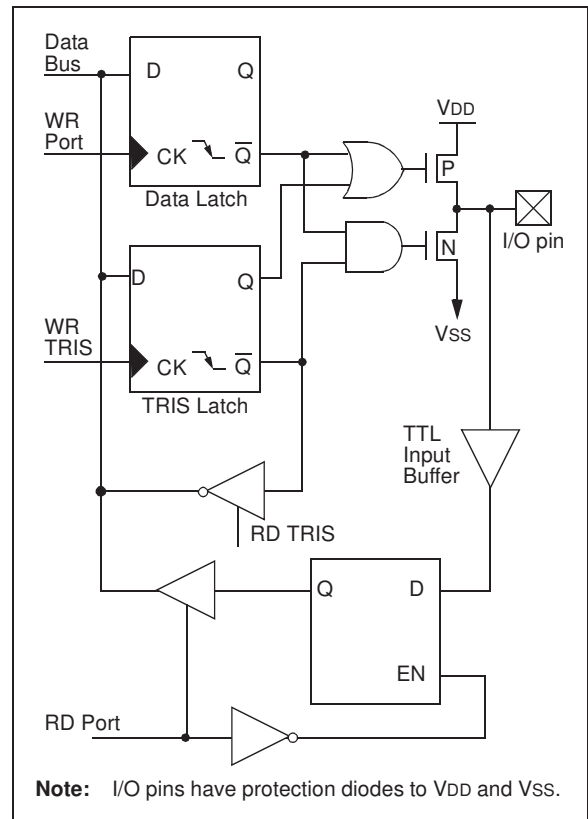 Data
Bus
D
Q
VDD
WR
Port
CK
Q
P
Data Latch
I/O pin
N
D
Q
WR
TRIS
VSS
CK
Q
TRIS Latch
TTL
Input
Buffer
RD TRIS
Q
D
EN
RD Port
Note: I/O pins have protection diodes to VDD and VSS.